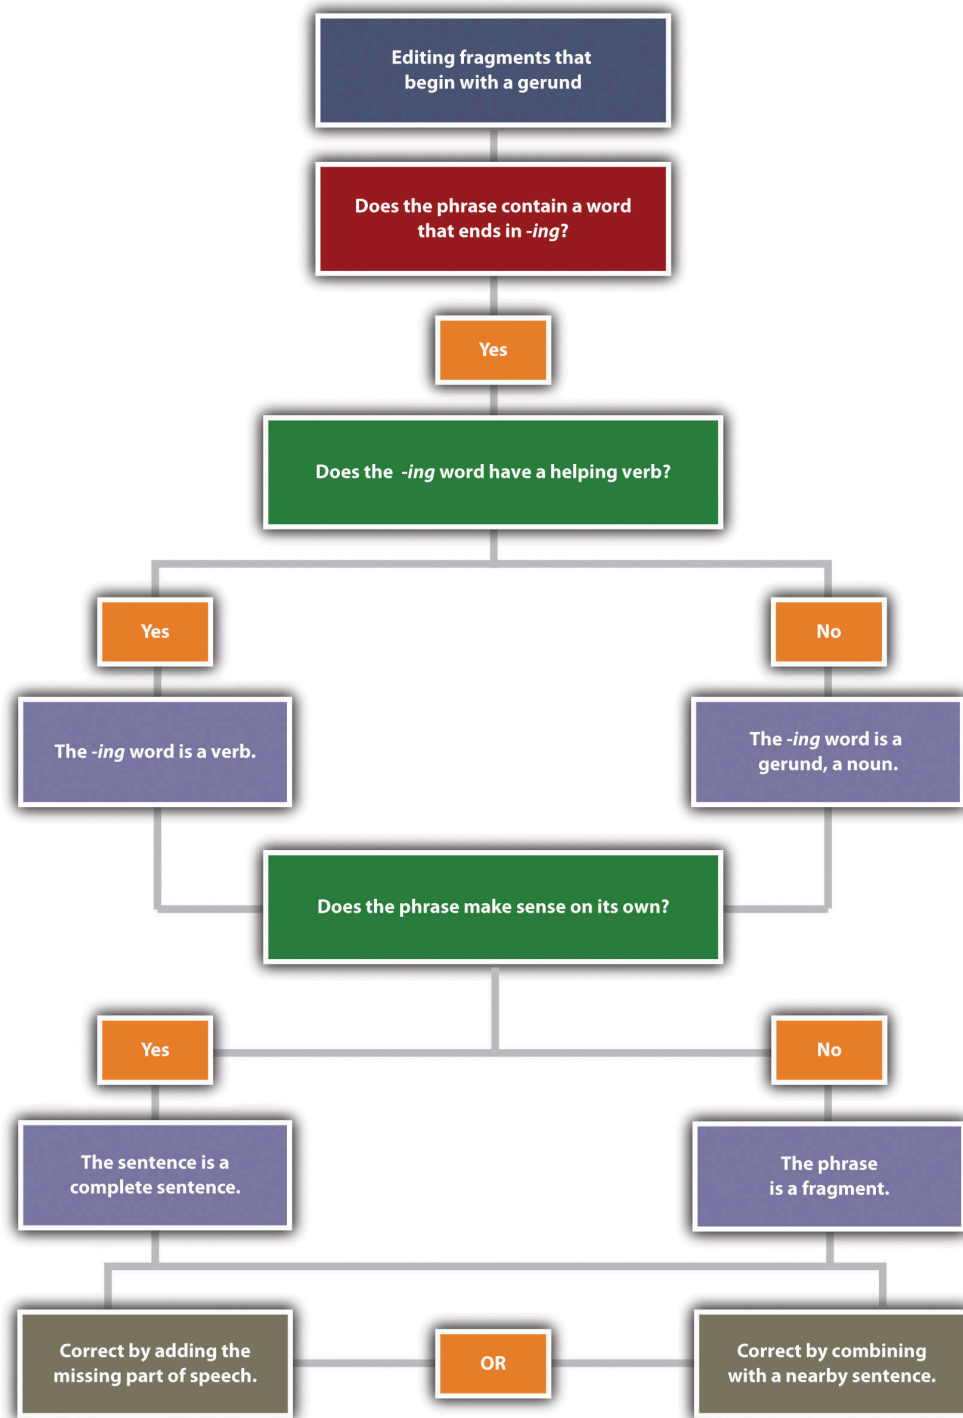 Editing fragments that
begin with a gerund
Does the phrase contain a word
that ends in -ing?
Yes
Does the -ing word have a helping verb?
Yes
No
The -ing word is a verb.
The -ing word is a
gerund, a noun.
Does the phrase make sense on its own?
Yes
No
The sentence is a
complete sentence.
The phrase
is a fragment.
Correct by adding the
missing part of speech.
OR
Correct by combining
with a nearby sentence.